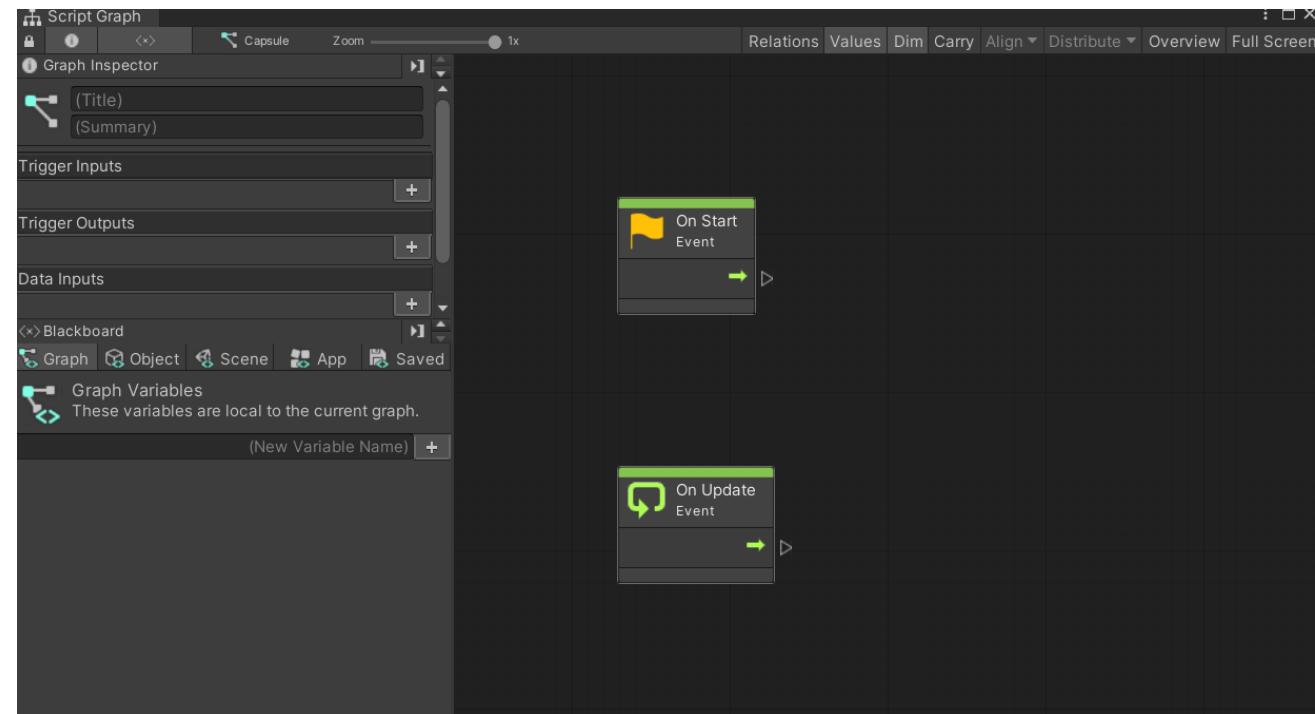 Script Graph
<×> Capsule Zoom 1x Relations Values Dim Carry Align Distribute Overview Full Screen
Graph Inspector
(Title)
(Summary)
Trigger Inputs
+
Trigger Outputs
+
Data Inputs
+
<×> Blackboard
Graph Object Scene App Saved
Graph Variables
These variables are local to the current graph.
(New Variable Name) +
On Start
Event
On Update
Event